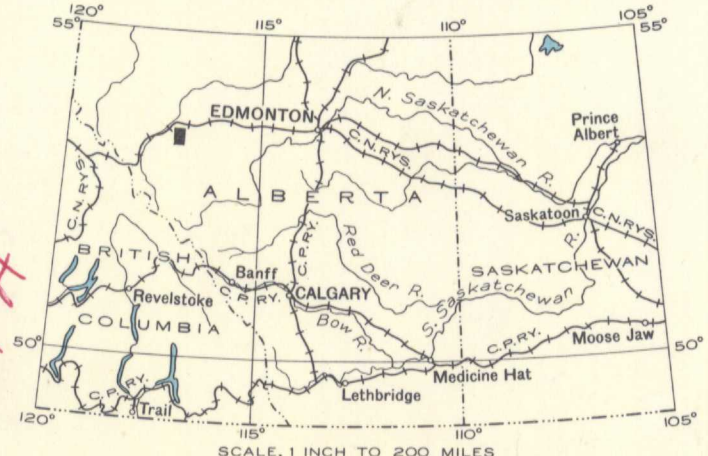 120°
115°
110°
105°
55°
55°
EDMONTON
N. Saskatchewan R.
Prince
Albert
C.N.RYS.
C.N.RYS.
ALBERTA
Saskatoon
C.N.RYS.
BRITISH
C.P.RY.
Red Deer R.
S. Saskatchewan R.
SASKATCHEWAN
Banff
C.P.RY.
CALGARY
Revelstoke
COLUMBIA
Bow R.
C.P.RY.
Moose Jaw
50°
50°
Medicine Hat
C.P.RY.
Lethbridge
Trail
120°
115°
110°
105°
SCALE, 1 INCH TO 200 MILES